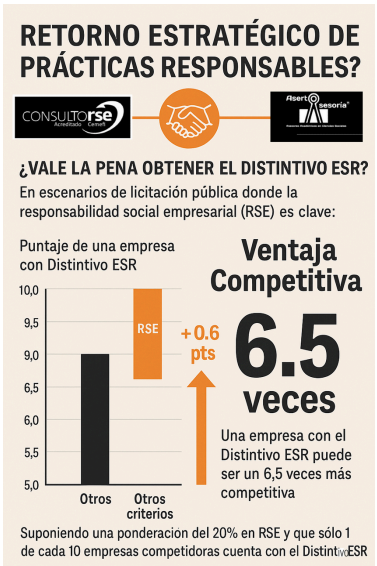 RETORNO ESTRATÉGICO DE
PRÁCTICAS RESPONSABLES?
CONSULTOrse
Acreditado Cemefi
Asert
sesoría®
¿VALE LA PENA OBTENER EL DISTINTIVO ESR?
En escenarios de licitación pública donde la
responsabilidad social empresarial (RSE) es clave:
Puntaje de una empresa
con Distintivo ESR
10,0
9,5
9,0
6,5
6,0
5,5
5,0
RSE
+ 0.6
pts
Otros
Otros
criterios
Ventaja
Competitiva
6.5
veces
Una empresa con el
Distintivo ESR puede
ser un 6,5 veces más
competitiva
Suponiendo una ponderación del 20% en RSE y que sólo 1
de cada 10 empresas competidoras cuenta con el DistintivoESR